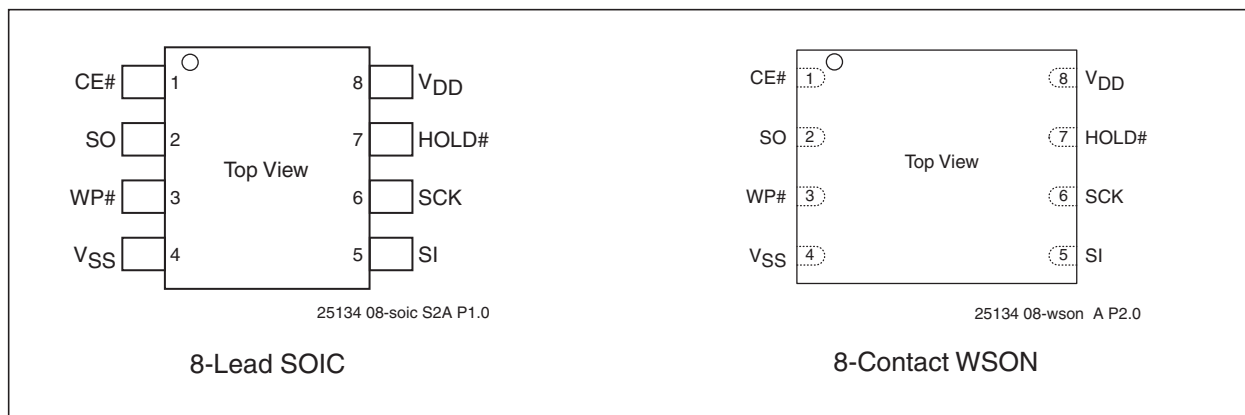 CE# 1 8 VDD
SO 2 7 HOLD#
Top View
WP# 3 6 SCK
VSS 4 5 SI
25134 08-soic S2A P1.0
8-Lead SOIC
CE# 1 8 VDD
SO 2 7 HOLD#
Top View
WP# 3 6 SCK
VSS 4 5 SI
25134 08-wson A P2.0
8-Contact WSON